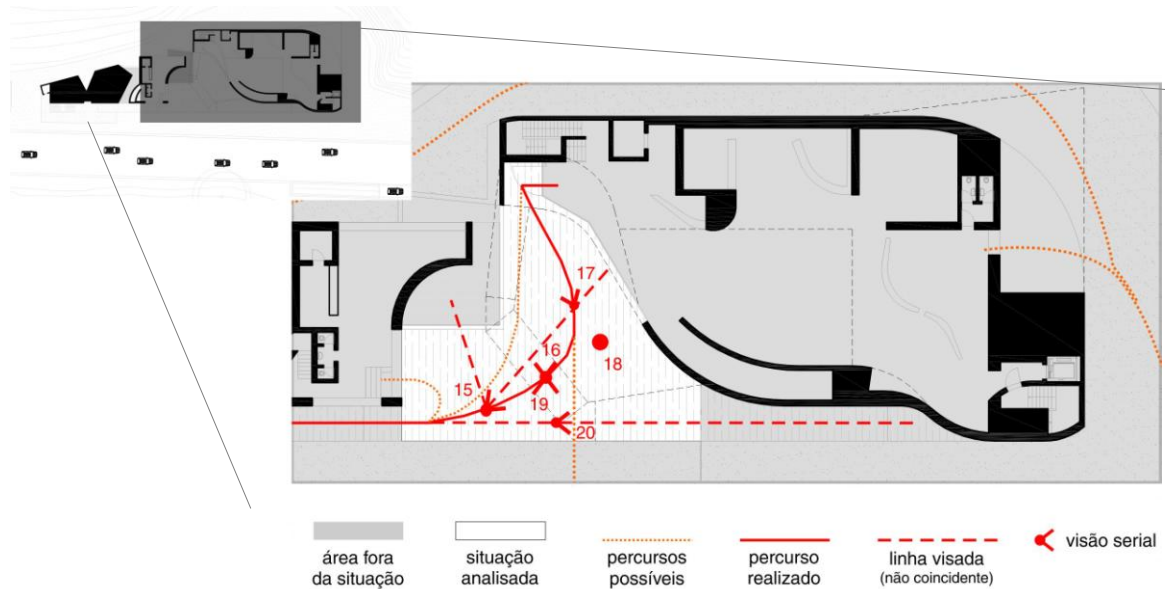 17
16
18
15
19
20
área fora
da situação
situação
analisada
percursos
possíveis
percurso
realizado
linha visada
(não coincidente)
visão serial